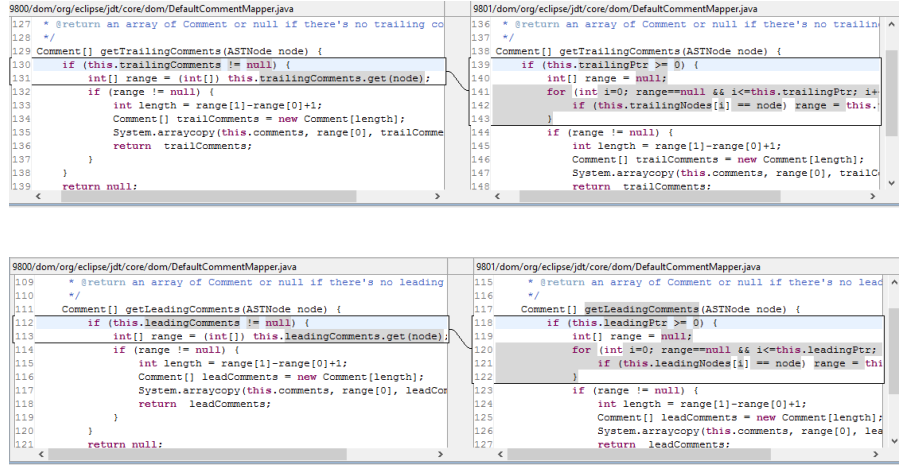 9800/dom/org/eclipse/jdt/core/dom/DefaultCommentMapper.java
127 * @return an array of Comment or null if there's no trailing co
128 */
129 Comment[] getTrailingComments(ASTNode node) {
130 if (this.trailingComments != null) {
131 int[] range = (int[]) this.trailingComments.get(node);
132 if (range != null) {
133 int length = range[1]-range[0]+1;
134 Comment[] trailComments = new Comment[length];
135 System.arraycopy(this.comments, range[0], trailComme
136 return trailComments;
137 }
138 }
139 return null;
9801/dom/org/eclipse/jdt/core/dom/DefaultCommentMapper.java
136 * @return an array of Comment or null if there's no trailin
137 */
138 Comment[] getTrailingComments(ASTNode node) {
139 if (this.trailingPtr >= 0) {
140 int[] range = null;
141 for (int i=0; range==null && i<=this.trailingPtr; i+
142 if (this.trailingNodes[i] == node) range = this.
143 }
144 if (range != null) {
145 int length = range[1]-range[0]+1;
146 Comment[] trailComments = new Comment[length];
147 System.arraycopy(this.comments, range[0], trailC
148 return trailComments;
9800/dom/org/eclipse/jdt/core/dom/DefaultCommentMapper.java
109 * @return an array of Comment or null if there's no leading
110 */
111 Comment[] getLeadingComments(ASTNode node) {
112 if (this.leadingComments != null) {
113 int[] range = (int[]) this.leadingComments.get(node);
114 if (range != null) {
115 int length = range[1]-range[0]+1;
116 Comment[] leadComments = new Comment[length];
117 System.arraycopy(this.comments, range[0], leadCom
118 return leadComments;
119 }
120 }
121 return null;
9801/dom/org/eclipse/jdt/core/dom/DefaultCommentMapper.java
115 * @return an array of Comment or null if there's no lead
116 */
117 Comment[] getLeadingComments(ASTNode node) {
118 if (this.leadingPtr >= 0) {
119 int[] range = null;
120 for (int i=0; range==null && i<=this.leadingPtr;
121 if (this.leadingNodes[i] == node) range = thi
122 }
123 if (range != null) {
124 int length = range[1]-range[0]+1;
125 Comment[] leadComments = new Comment[length];
126 System.arraycopy(this.comments, range[0], lea
127 return leadComments;